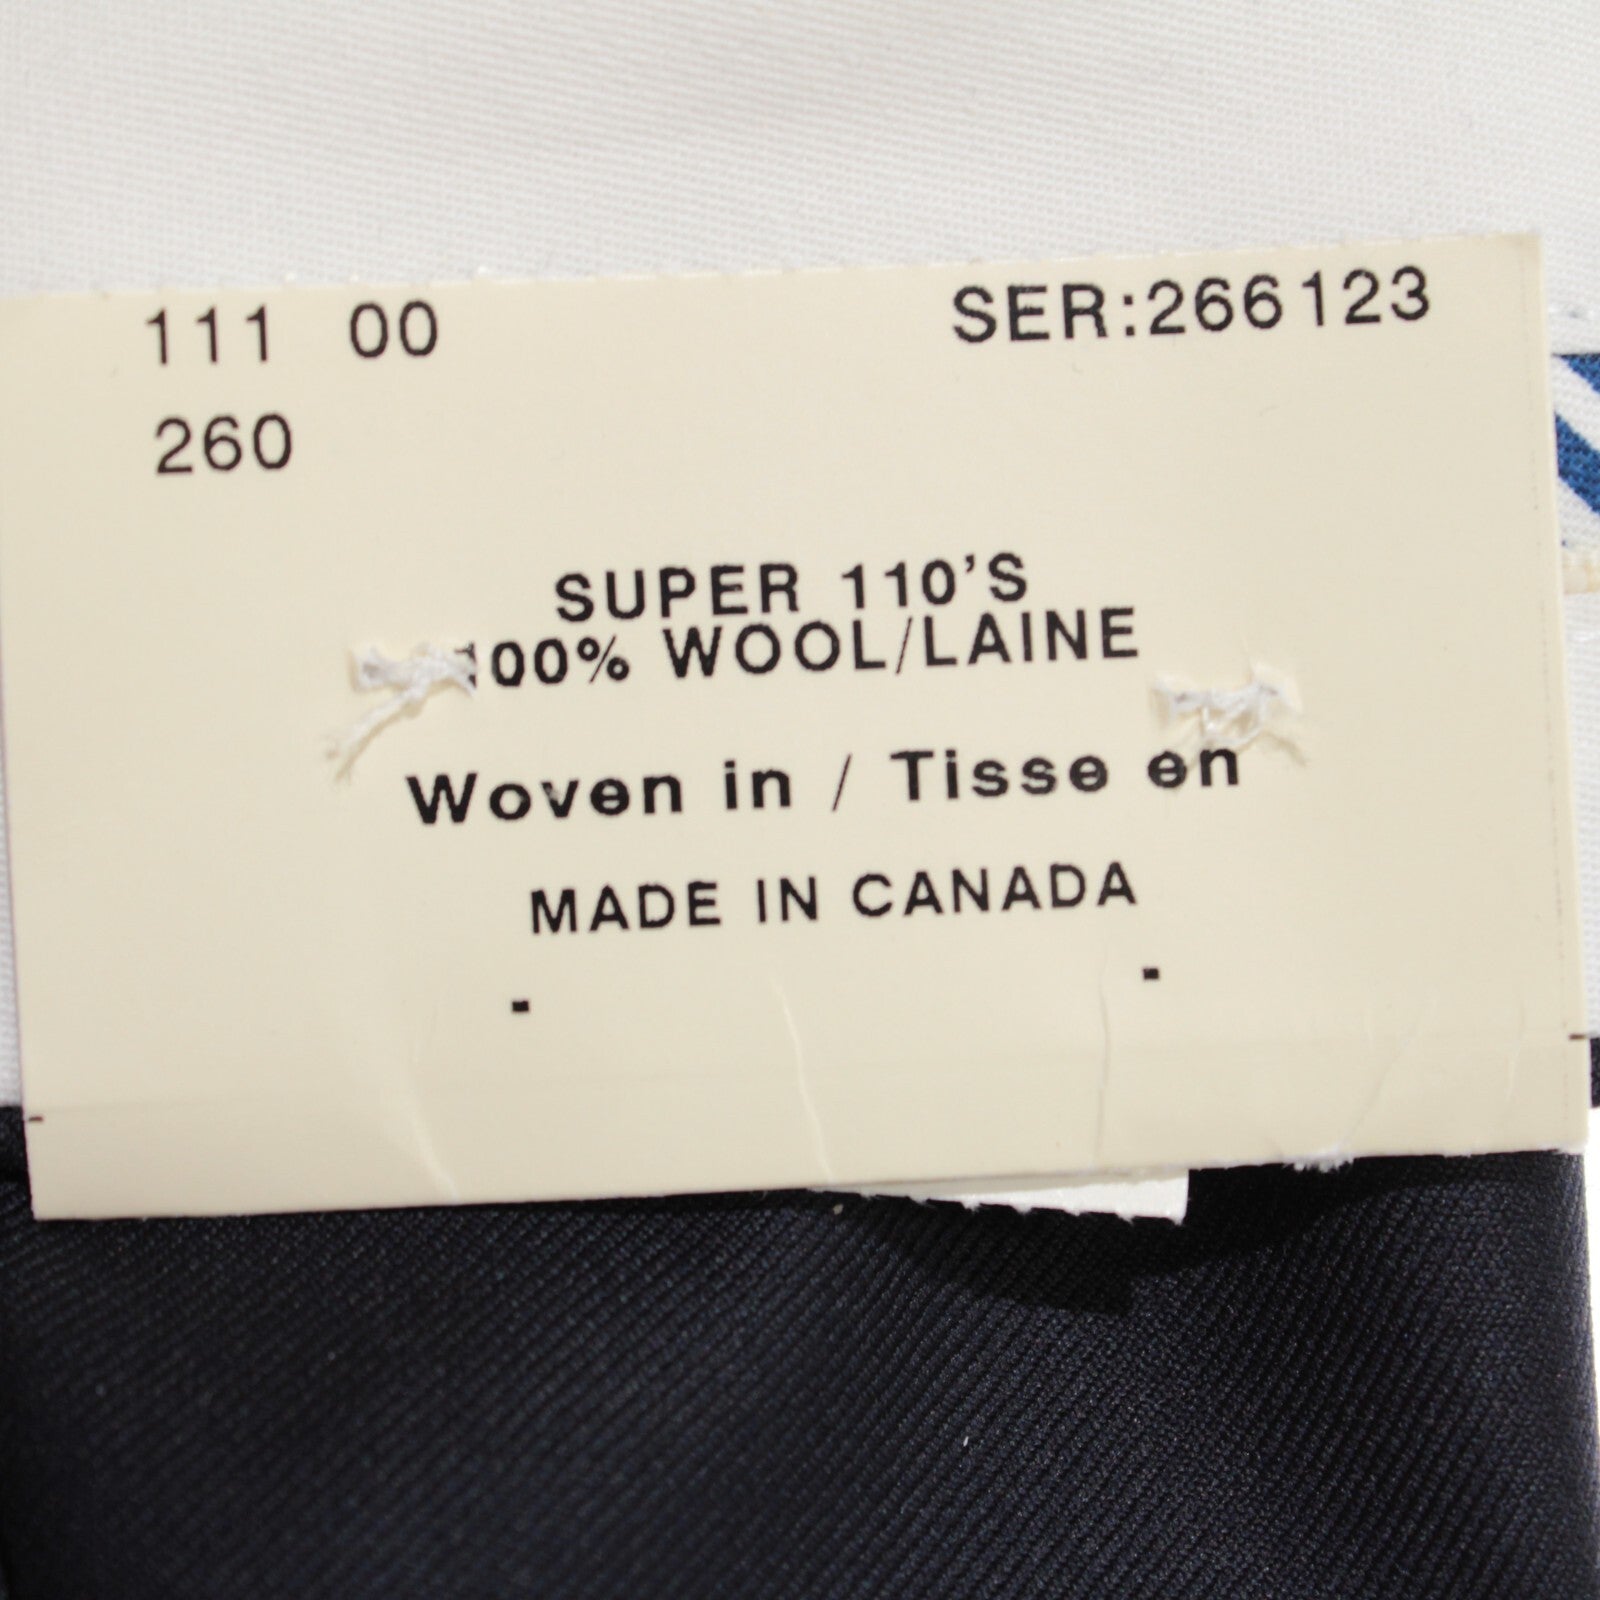 111 00 SER:266123
260
SUPER 110'S
100% WOOL/LAINE
Woven in / Tisse en
MADE IN CANADA
- -